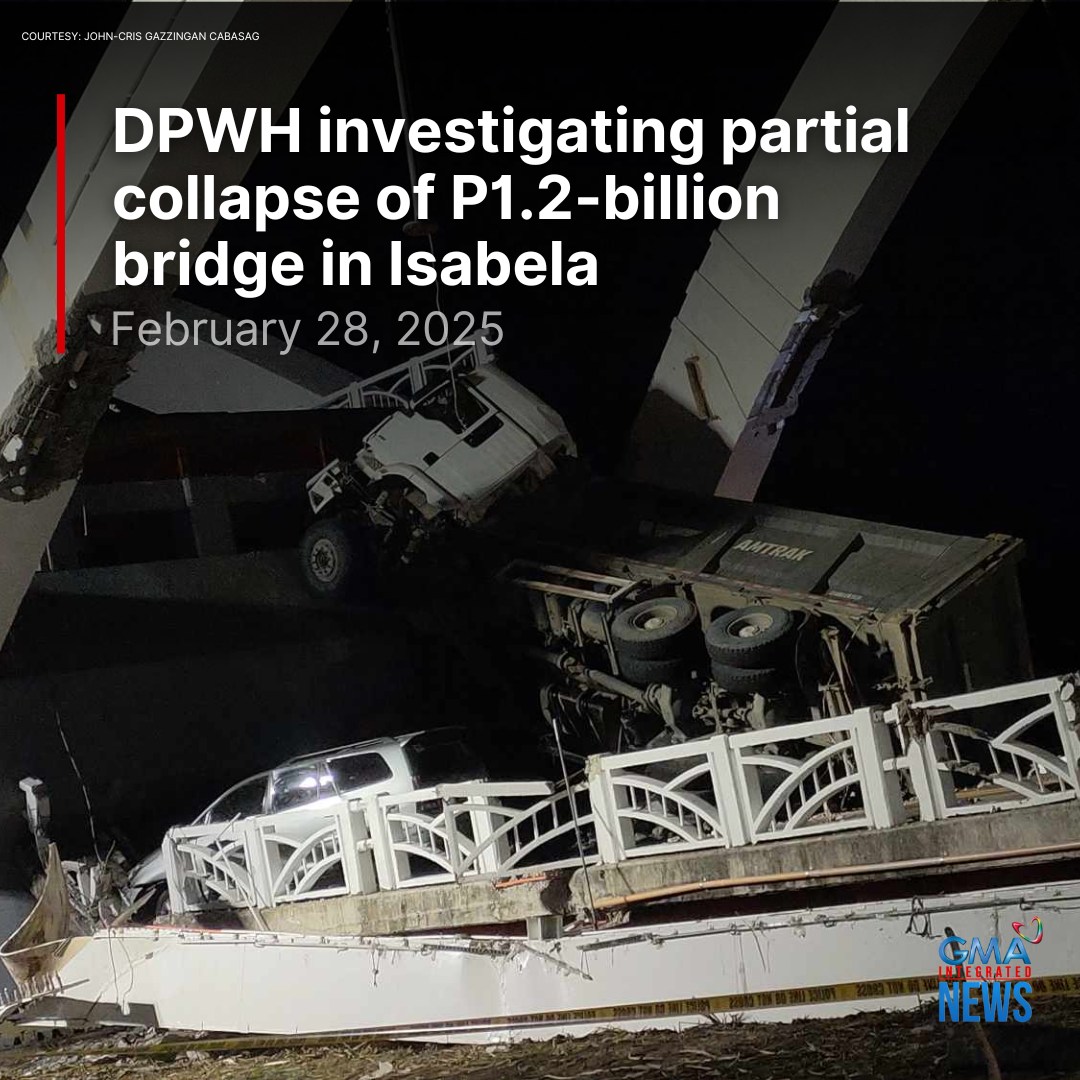 COURTESY: JOHN-CRIS GAZZINGAN CABASAG
DPWH investigating partial
collapse of P1.2-billion
bridge in Isabela
February 28, 2025
AMTRAK
GMA
INTEGRATED
NEWS